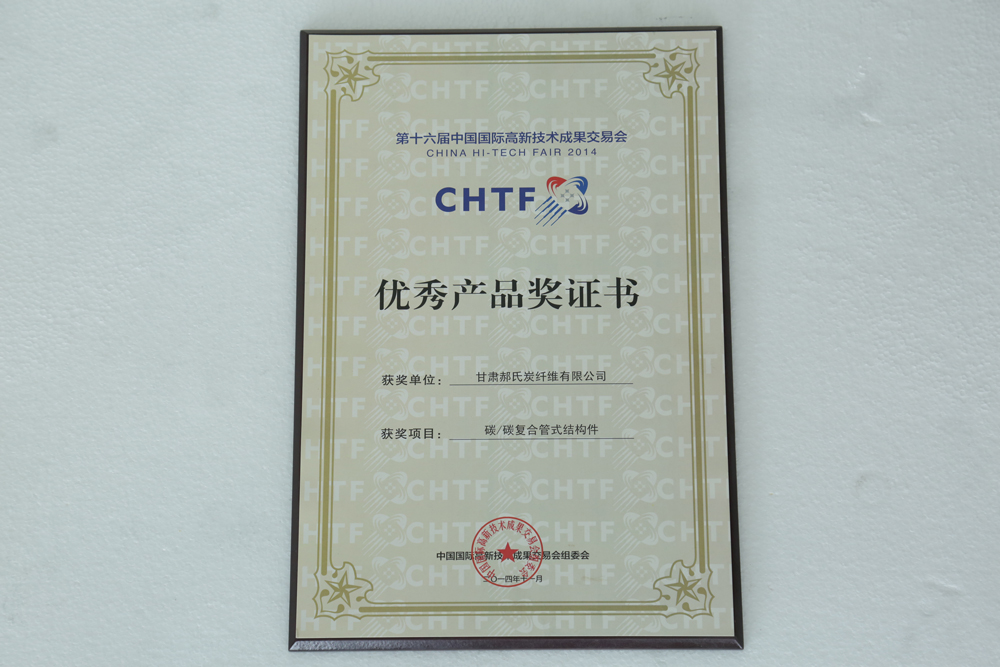 第十六届中国国际高新技术成果交易会
CHINA HI-TECH FAIR 2014
CHTF
优秀产品奖证书
获奖单位： 甘肃郝氏炭纤维有限公司
获奖项目： 碳/碳复合管式结构件
中国国际高新技术成果交易会组委会
二〇一四年十一月